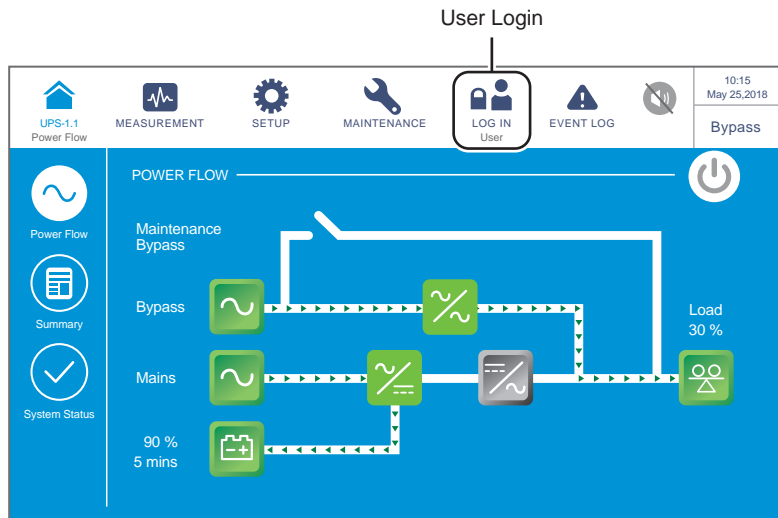 User Login
UPS-1.1
Power Flow
MEASUREMENT
SETUP
MAINTENANCE
LOG IN
User
EVENT LOG
10:15
May 25,2018
Bypass
POWER FLOW
Power Flow
Summary
System Status
Maintenance
Bypass
Bypass
Mains
90 %
5 mins
Load
30 %